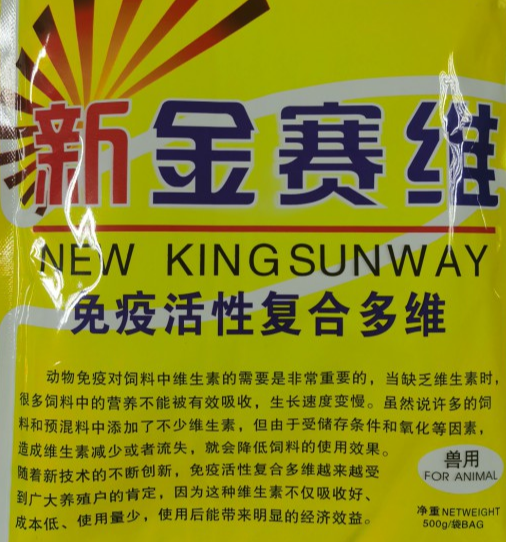 新金赛维
NEW KINGSUNWAY
免疫活性复合多维
动物免疫对饲料中维生素的需要是非常重要的，当缺乏维生素时，
很多饲料中的营养不能被有效吸收，生长速度变慢。虽然说许多的饲
料和预混料中添加了不少维生素，但由于受储存条件和氧化等因素，
造成维生素减少或者流失，就会降低饲料的使用效果。
随着新技术的不断创新，免疫活性复合多维越来越受
到广大养殖户的肯定，因为这种维生素不仅吸收好、
成本低、使用量少，使用后能带来明显的经济效益。
兽用
FOR ANIMAL
净重NETWEIGHT
500g/袋BAG